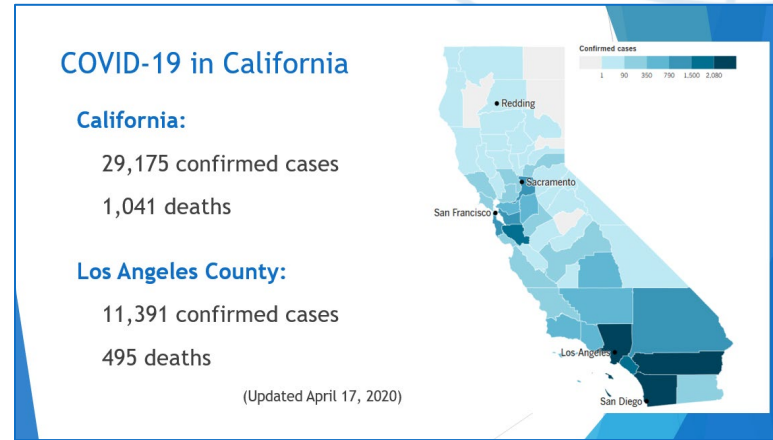 COVID-19 in California
California:
29,175 confirmed cases
1,041 deaths
Los Angeles County:
11,391 confirmed cases
495 deaths
(Updated April 17, 2020)
Confirmed cases
1 90 350 790 1,500 2,080
Redding
Sacramento
San Francisco
Los Angeles
San Diego